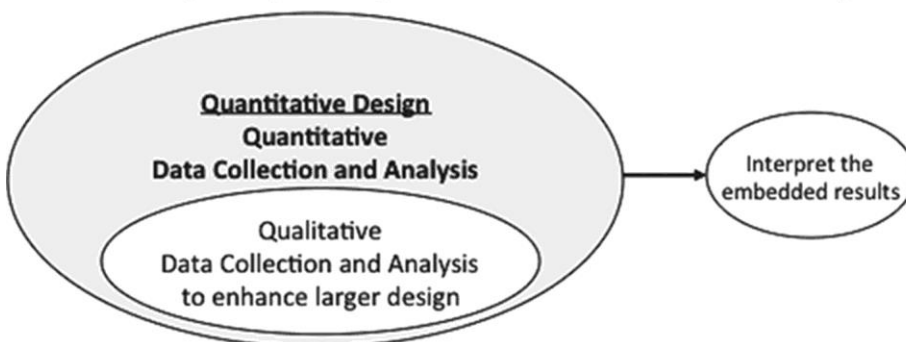 Quantitative Design
Quantitative
Data Collection and Analysis
Qualitative
Data Collection and Analysis
to enhance larger design
Interpret the
embedded results